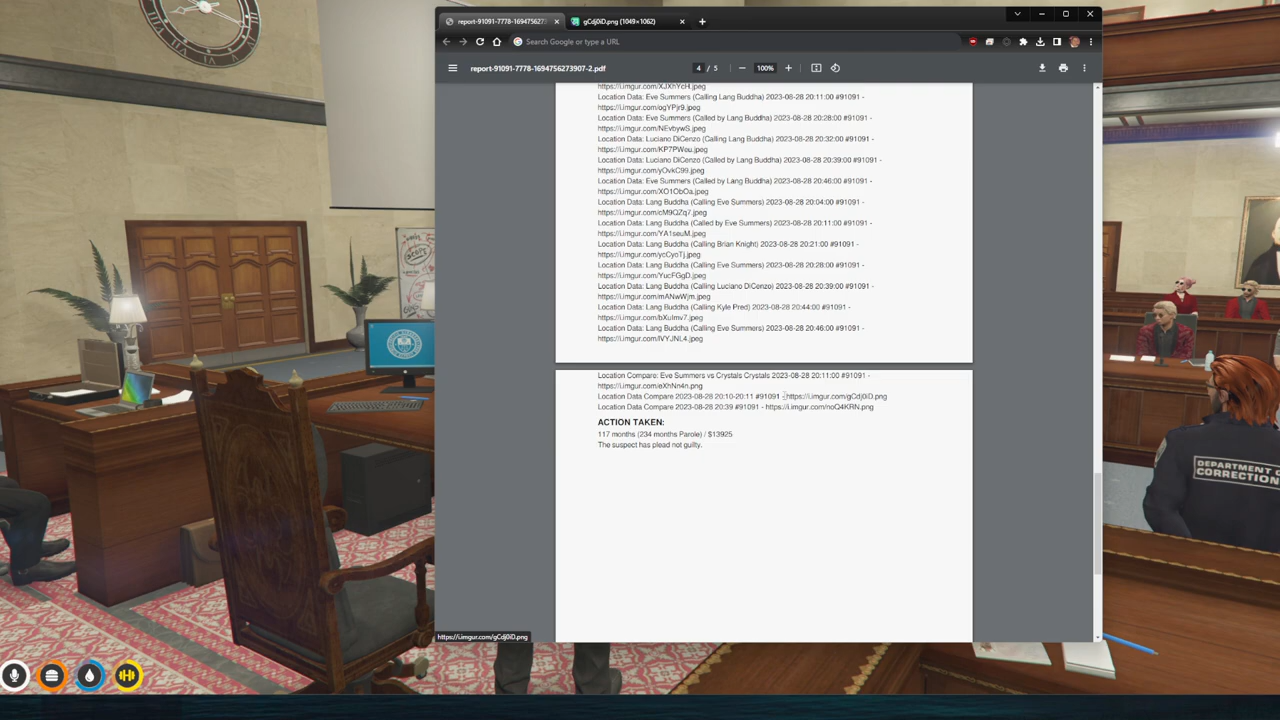 report-91091-7778-1694756273
gCdj0iD.png (1049×1062)
Search Google or type a URL
report-91091-7778-1694756273907-2.pdf
4 / 5
100%
https://i.imgur.com/XJXhYcH.jpeg
Location Data: Eve Summers (Calling Lang Buddha) 2023-08-28 20:11:00 #91091 -
https://i.imgur.com/ogYPjr9.jpeg
Location Data: Eve Summers (Called by Lang Buddha) 2023-08-28 20:28:00 #91091 -
https://i.imgur.com/NEvbywS.jpeg
Location Data: Luciano DiCenzo (Calling Lang Buddha) 2023-08-28 20:32:00 #91091 -
https://i.imgur.com/KP7PWeu.jpeg
Location Data: Luciano DiCenzo (Called by Lang Buddha) 2023-08-28 20:39:00 #91091 -
https://i.imgur.com/yOvkC99.jpeg
Location Data: Eve Summers (Called by Lang Buddha) 2023-08-28 20:46:00 #91091 -
https://i.imgur.com/XO1ObOa.jpeg
Location Data: Lang Buddha (Calling Eve Summers) 2023-08-28 20:04:00 #91091 -
https://i.imgur.com/cM9QZq7.jpeg
Location Data: Lang Buddha (Called by Eve Summers) 2023-08-28 20:11:00 #91091 -
https://i.imgur.com/YA1seuM.jpeg
Location Data: Lang Buddha (Calling Brian Knight) 2023-08-28 20:21:00 #91091 -
https://i.imgur.com/ycCyoTj.jpeg
Location Data: Lang Buddha (Calling Eve Summers) 2023-08-28 20:28:00 #91091 -
https://i.imgur.com/YucFGgD.jpeg
Location Data: Lang Buddha (Calling Luciano DiCenzo) 2023-08-28 20:39:00 #91091 -
https://i.imgur.com/mANwWjm.jpeg
Location Data: Lang Buddha (Calling Kyle Pred) 2023-08-28 20:44:00 #91091 -
https://i.imgur.com/bXuImv7.jpeg
Location Data: Lang Buddha (Calling Eve Summers) 2023-08-28 20:46:00 #91091 -
https://i.imgur.com/IVYJNL4.jpeg
Location Compare: Eve Summers vs Crystals Crystals 2023-08-28 20:11:00 #91091 -
https://i.imgur.com/eXhNn4n.png
Location Data Compare 2023-08-28 20:10-20:11 #91091 - https://i.imgur.com/gCdj0iD.png
Location Data Compare 2023-08-28 20:39 #91091 - https://i.imgur.com/noQ4KRN.png
ACTION TAKEN:
117 months (234 months Parole) / $13925
The suspect has plead not guilty.
https://i.imgur.com/gCdj0iD.png
DEPARTMENT O
CORRECTION